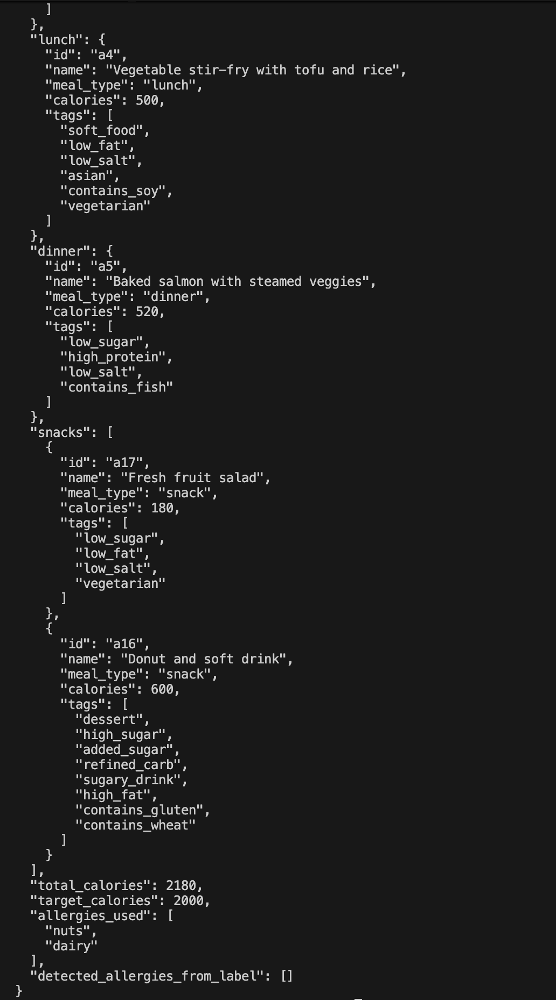 ]
  },
  "lunch": {
    "id": "a4",
    "name": "Vegetable stir-fry with tofu and rice",
    "meal_type": "lunch",
    "calories": 500,
    "tags": [
      "soft_food",
      "low_fat",
      "low_salt",
      "asian",
      "contains_soy",
      "vegetarian"
    ]
  },
  "dinner": {
    "id": "a5",
    "name": "Baked salmon with steamed veggies",
    "meal_type": "dinner",
    "calories": 520,
    "tags": [
      "low_sugar",
      "high_protein",
      "low_salt",
      "contains_fish"
    ]
  },
  "snacks": [
    {
      "id": "a17",
      "name": "Fresh fruit salad",
      "meal_type": "snack",
      "calories": 180,
      "tags": [
        "low_sugar",
        "low_fat",
        "low_salt",
        "vegetarian"
      ]
    },
    {
      "id": "a16",
      "name": "Donut and soft drink",
      "meal_type": "snack",
      "calories": 600,
      "tags": [
        "dessert",
        "high_sugar",
        "added_sugar",
        "refined_carb",
        "sugary_drink",
        "high_fat",
        "contains_gluten",
        "contains_wheat"
      ]
    }
  ],
  "total_calories": 2180,
  "target_calories": 2000,
  "allergies_used": [
    "nuts",
    "dairy"
  ],
  "detected_allergies_from_label": []
}